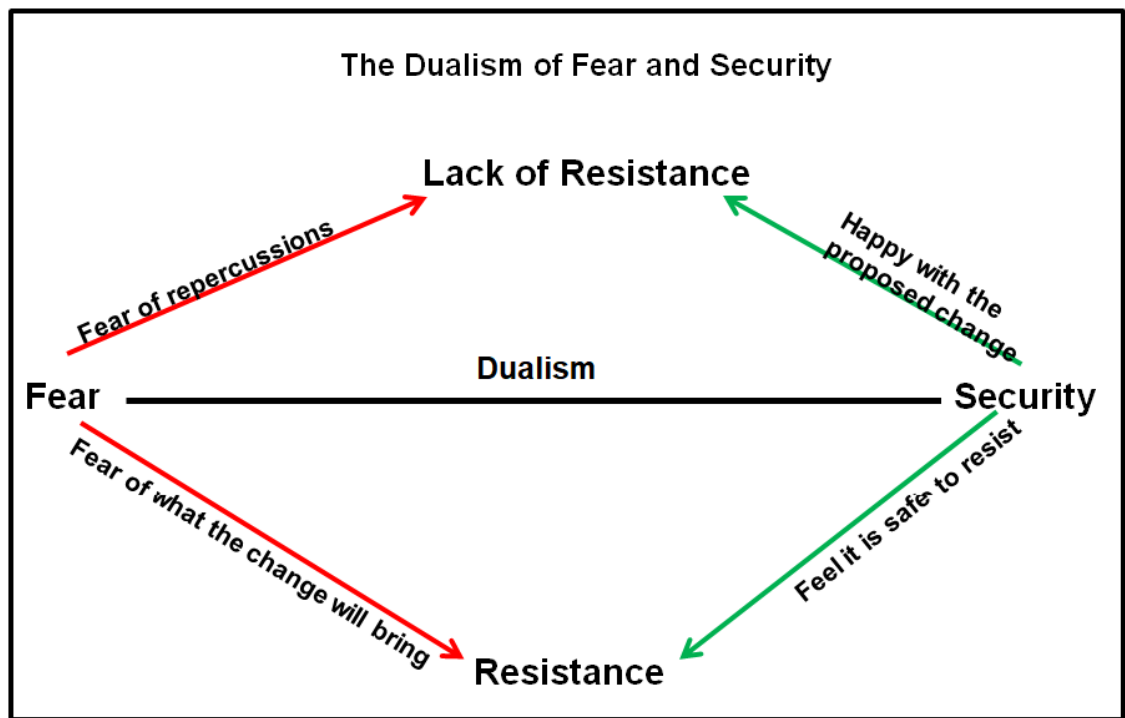 The Dualism of Fear and Security
Lack of Resistance
Fear of repercussions
Happy with the
proposed change
Dualism
Fear
Security
Fear of what the change will bring
Feel it is safe to resist
Resistance